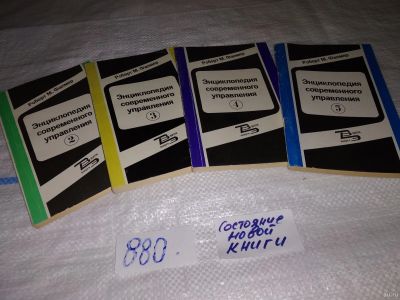 Роберт М. Фалмер
Энциклопедия
современного
управления
2
Роберт М. Фалмер
Энциклопедия
современного
управления
3
Роберт М. Фалмер
Энциклопедия
современного
управления
4
Роберт М. Фалмер
Энциклопедия
современного
управления
5
880.
Состояние
новой
книги